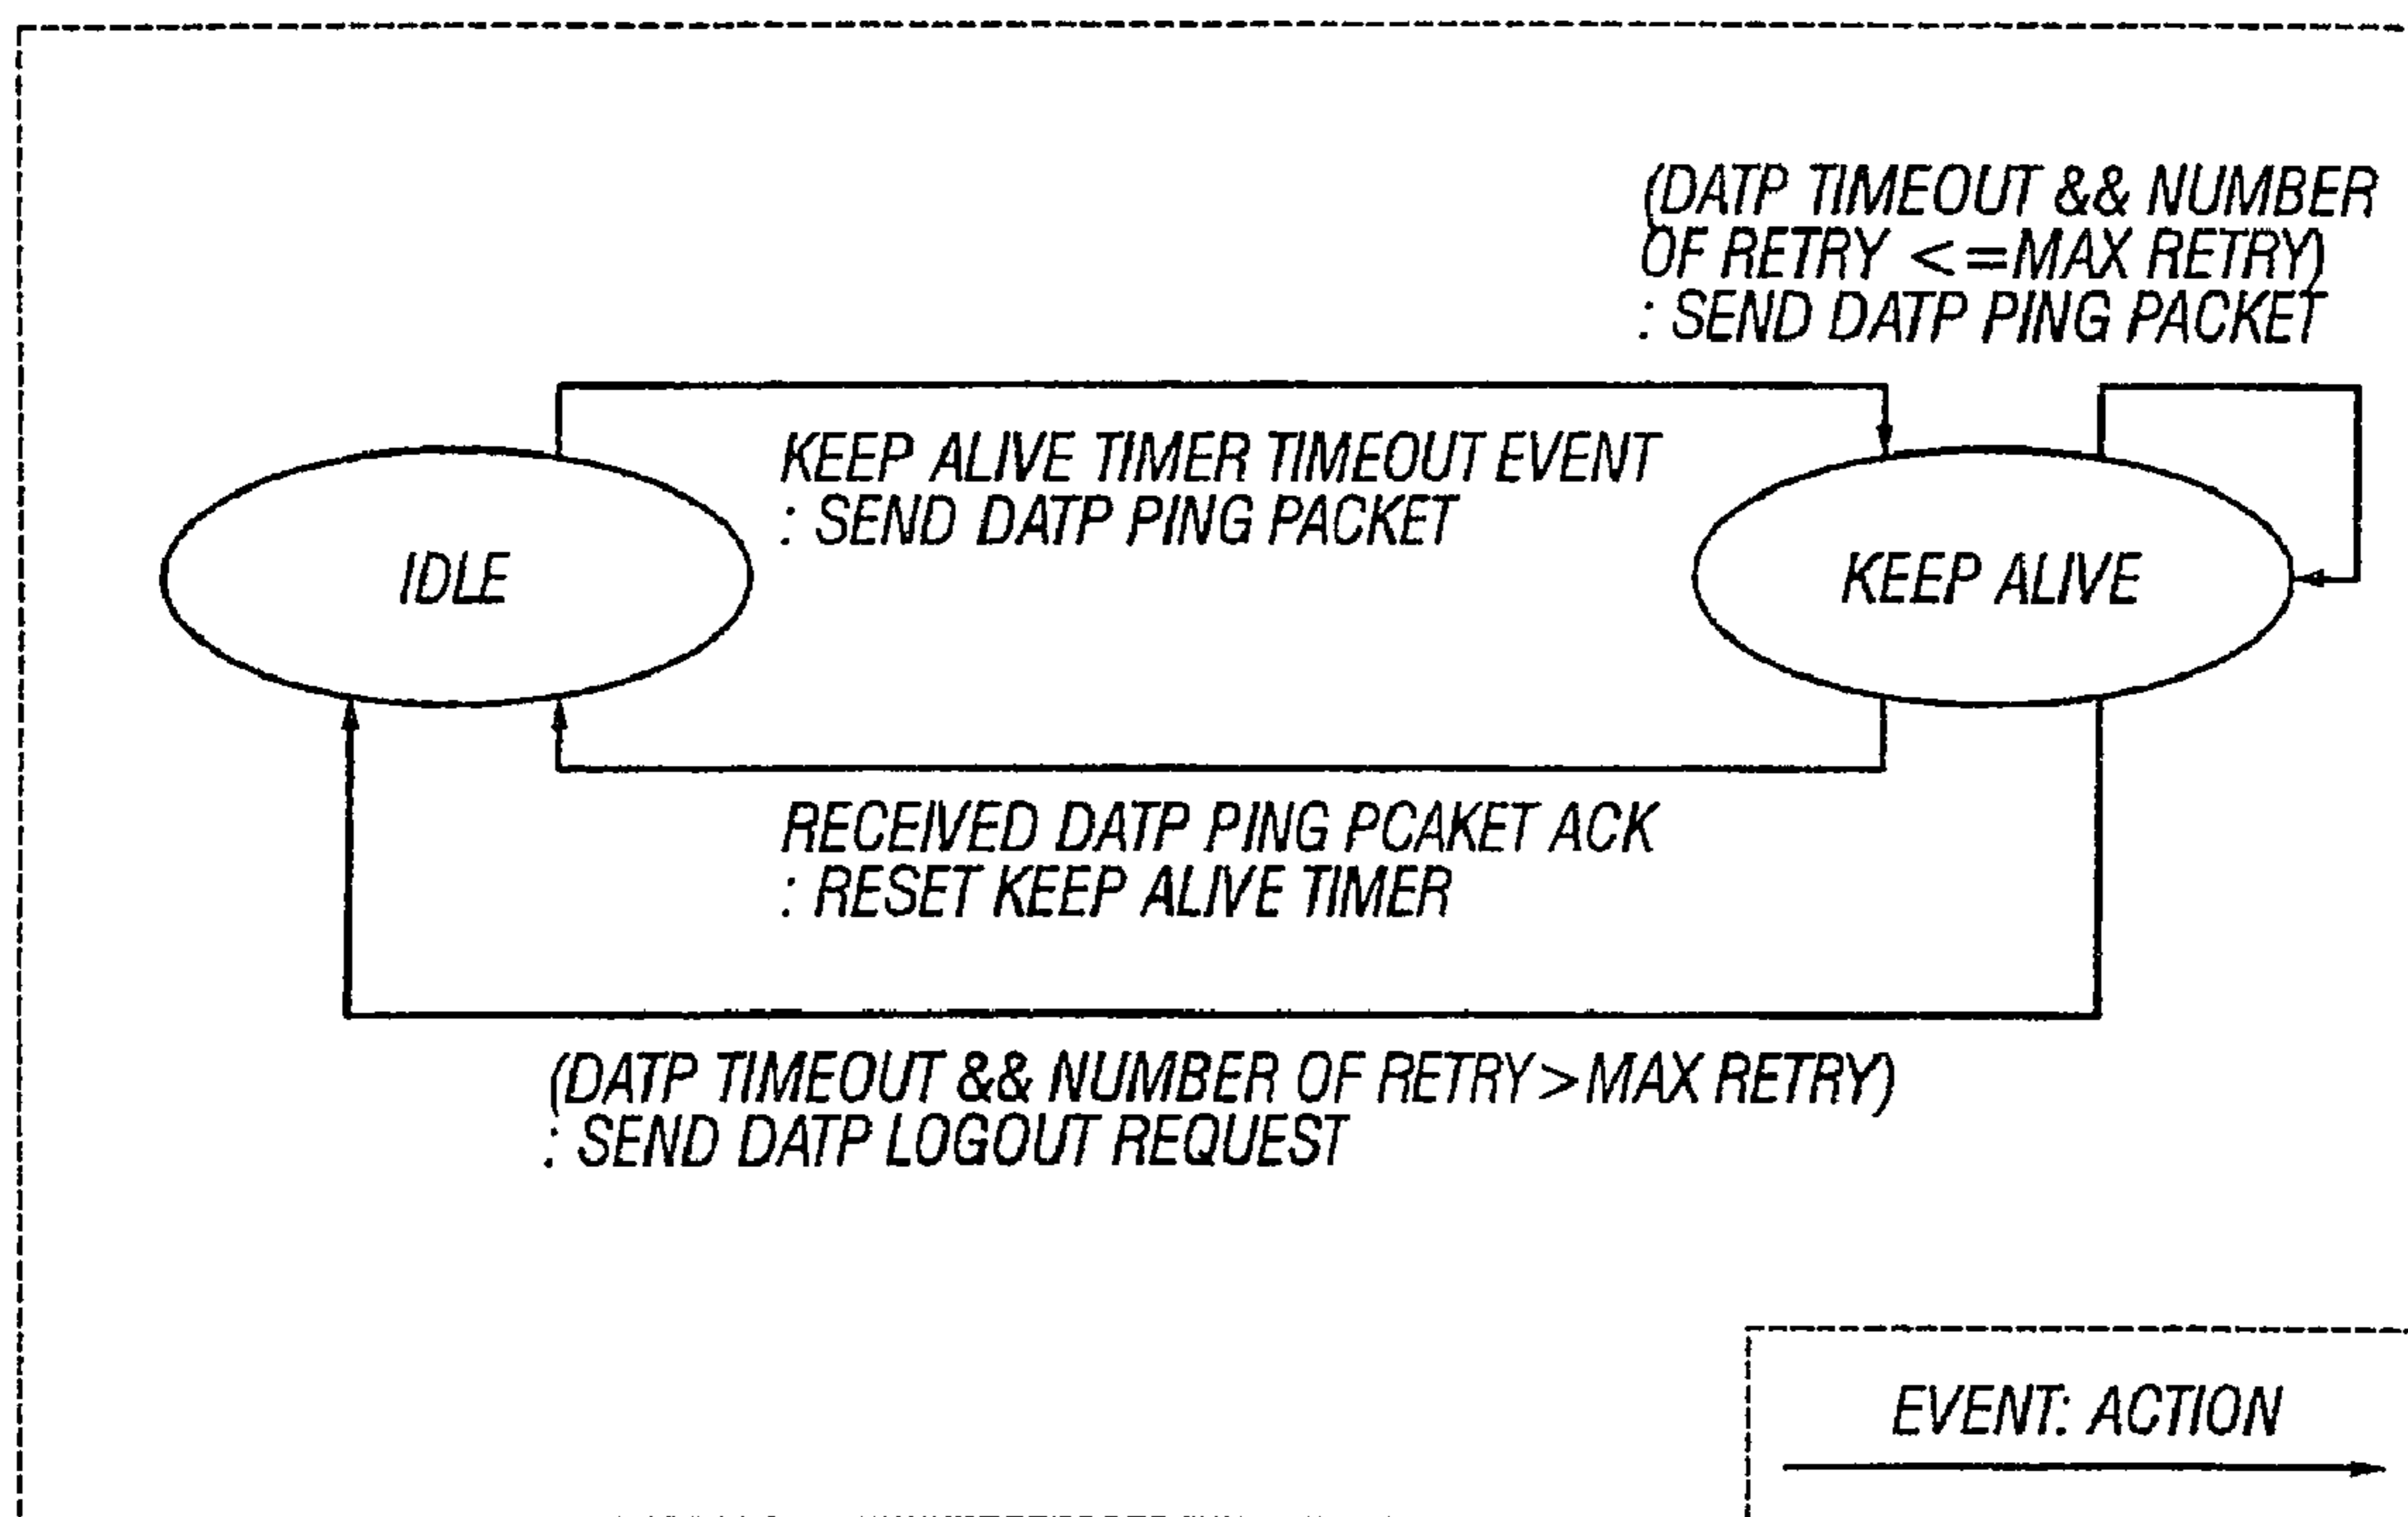 (DATP TIMEOUT && NUMBER
OF RETRY <=MAX RETRY)
: SEND DATP PING PACKET
KEEP ALIVE TIMER TIMEOUT EVENT
: SEND DATP PING PACKET
IDLE
KEEP ALIVE
RECEIVED DATP PING PCAKET ACK
: RESET KEEP ALIVE TIMER
(DATP TIMEOUT && NUMBER OF RETRY>MAX RETRY)
: SEND DATP LOGOUT REQUEST
EVENT: ACTION